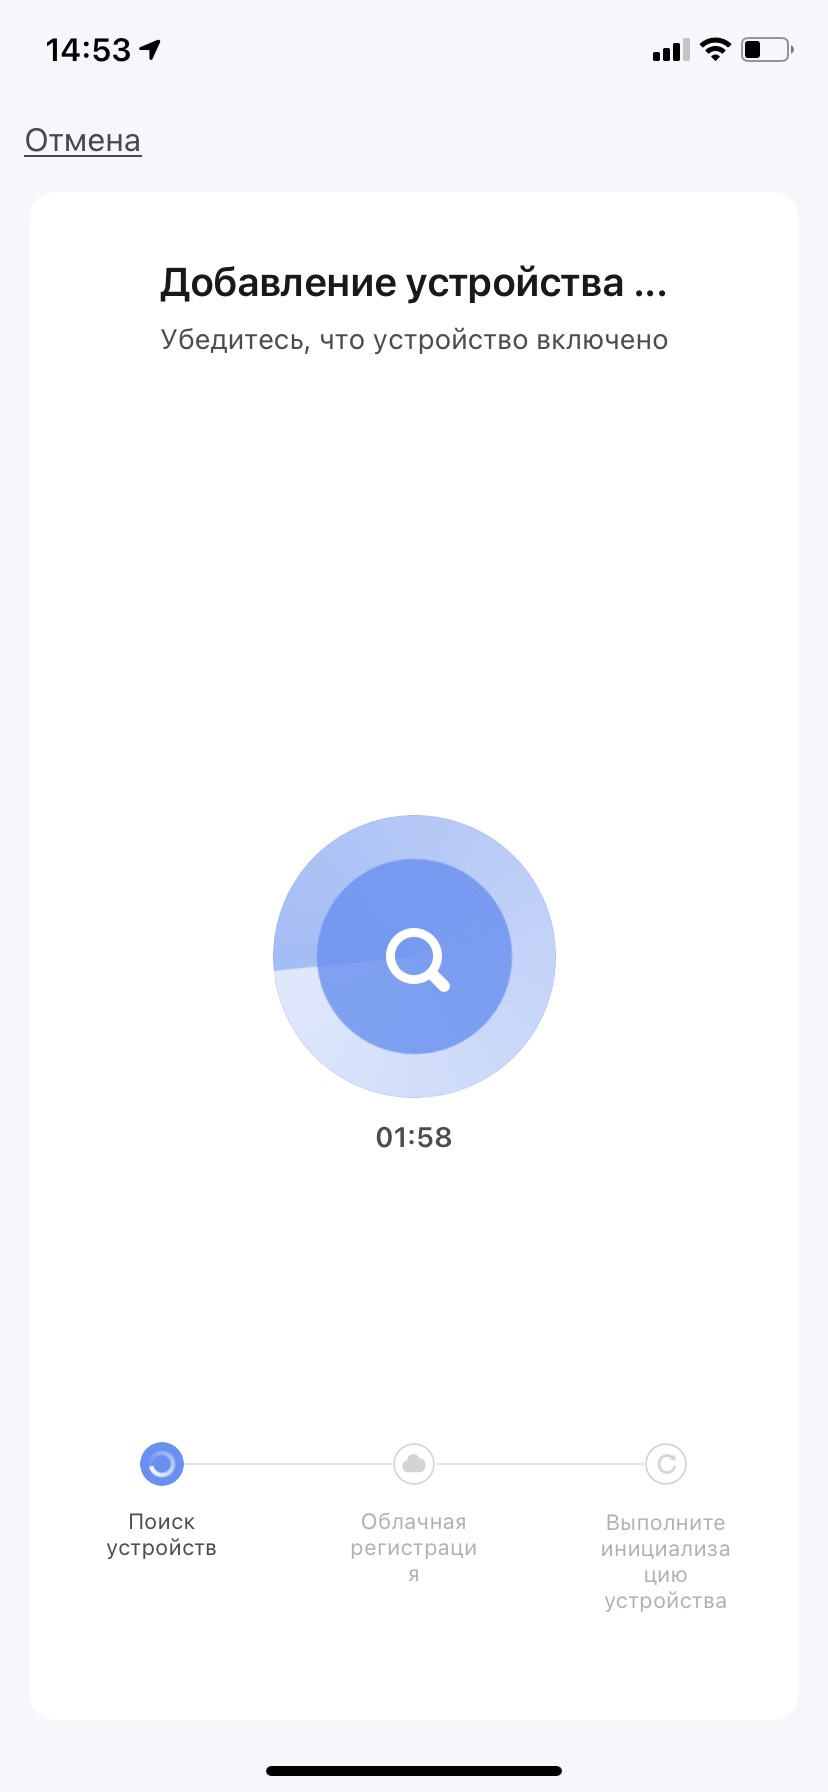 14:53
Отмена
Добавление устройства ...
Убедитесь, что устройство включено
01:58
Поиск
устройств
Облачная
регистраци
я
Выполните
инициализа
цию
устройства